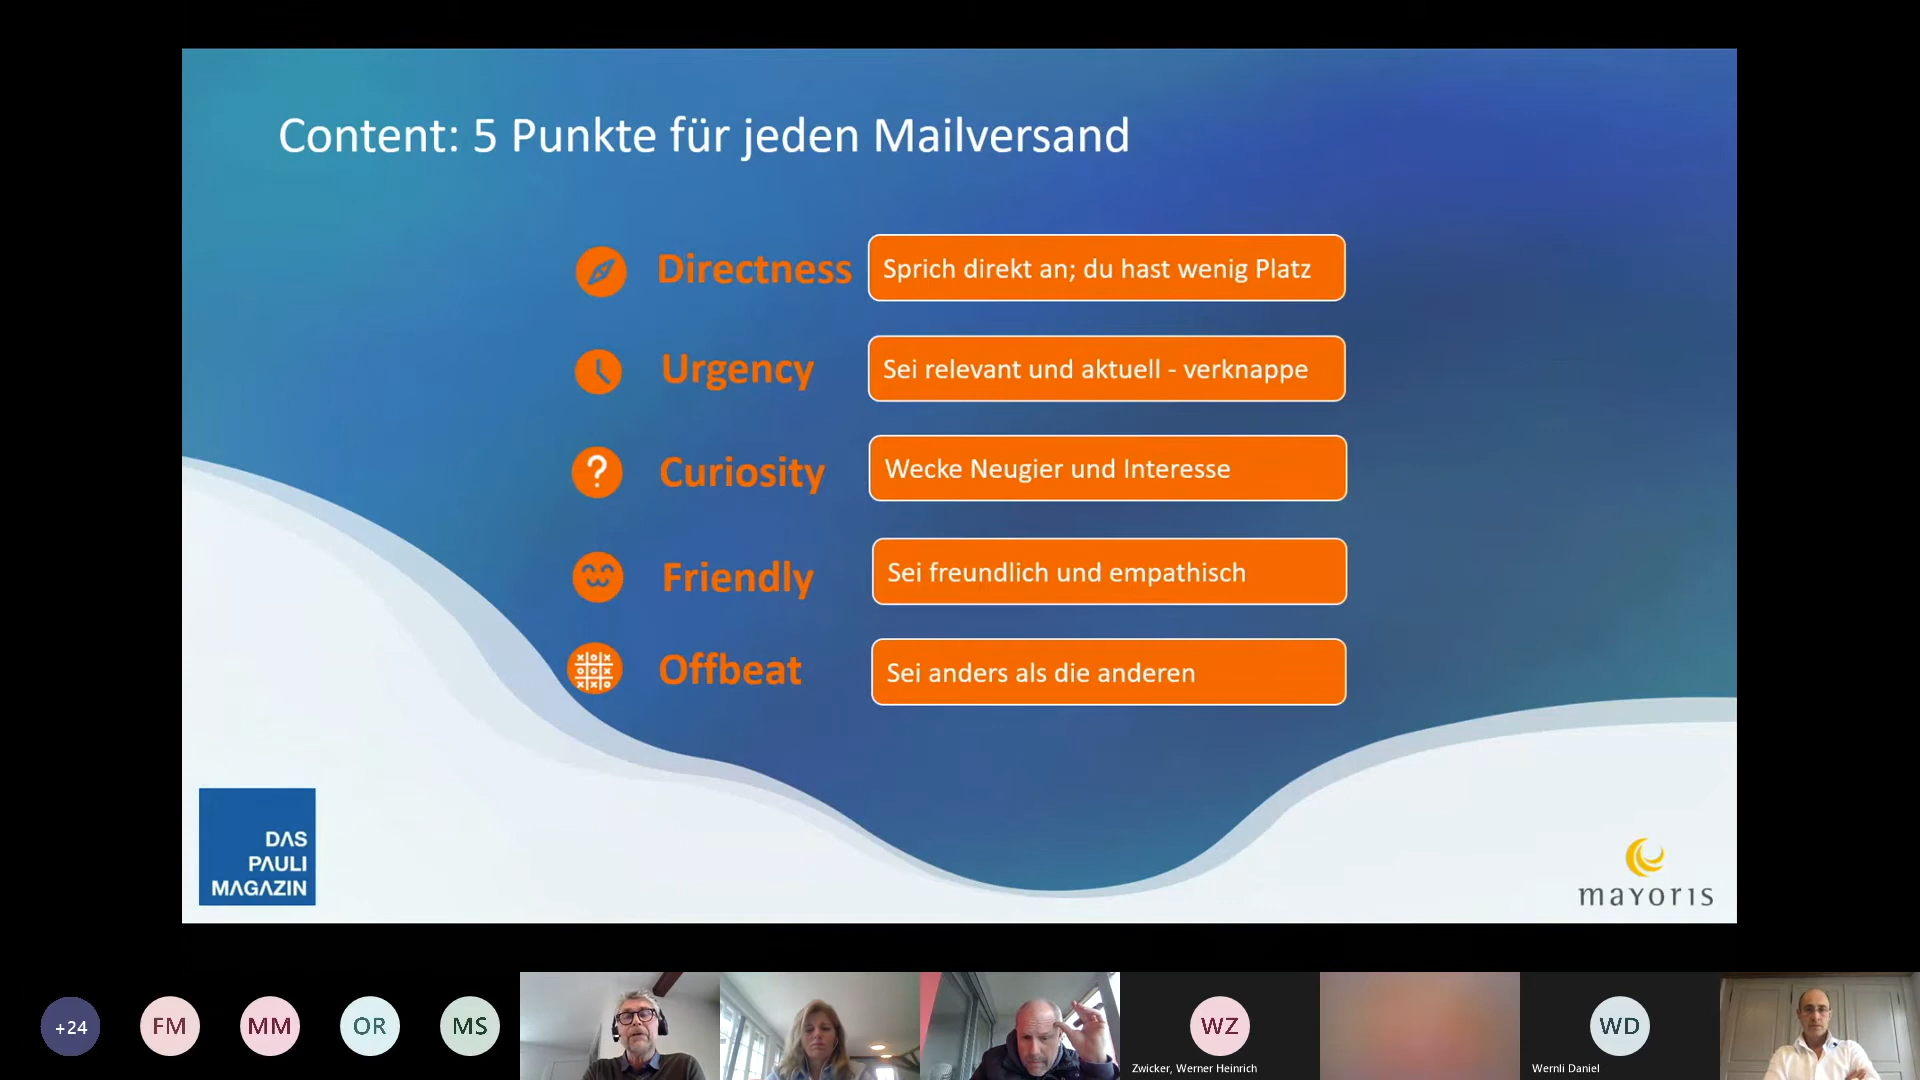 Content: 5 Punkte für jeden Mailversand
Directness
Sprich direkt an; du hast wenig Platz
Urgency
Sei relevant und aktuell - verknappe
?
Curiosity
Wecke Neugier und Interesse
Friendly
Sei freundlich und empathisch
Offbeat
Sei anders als die anderen
DAS
PAULI
MAGAZIN
mayoris
+24
FM
MM
OR
MS
WZ
Zwicker, Werner Heinrich
WD
Wernli Daniel